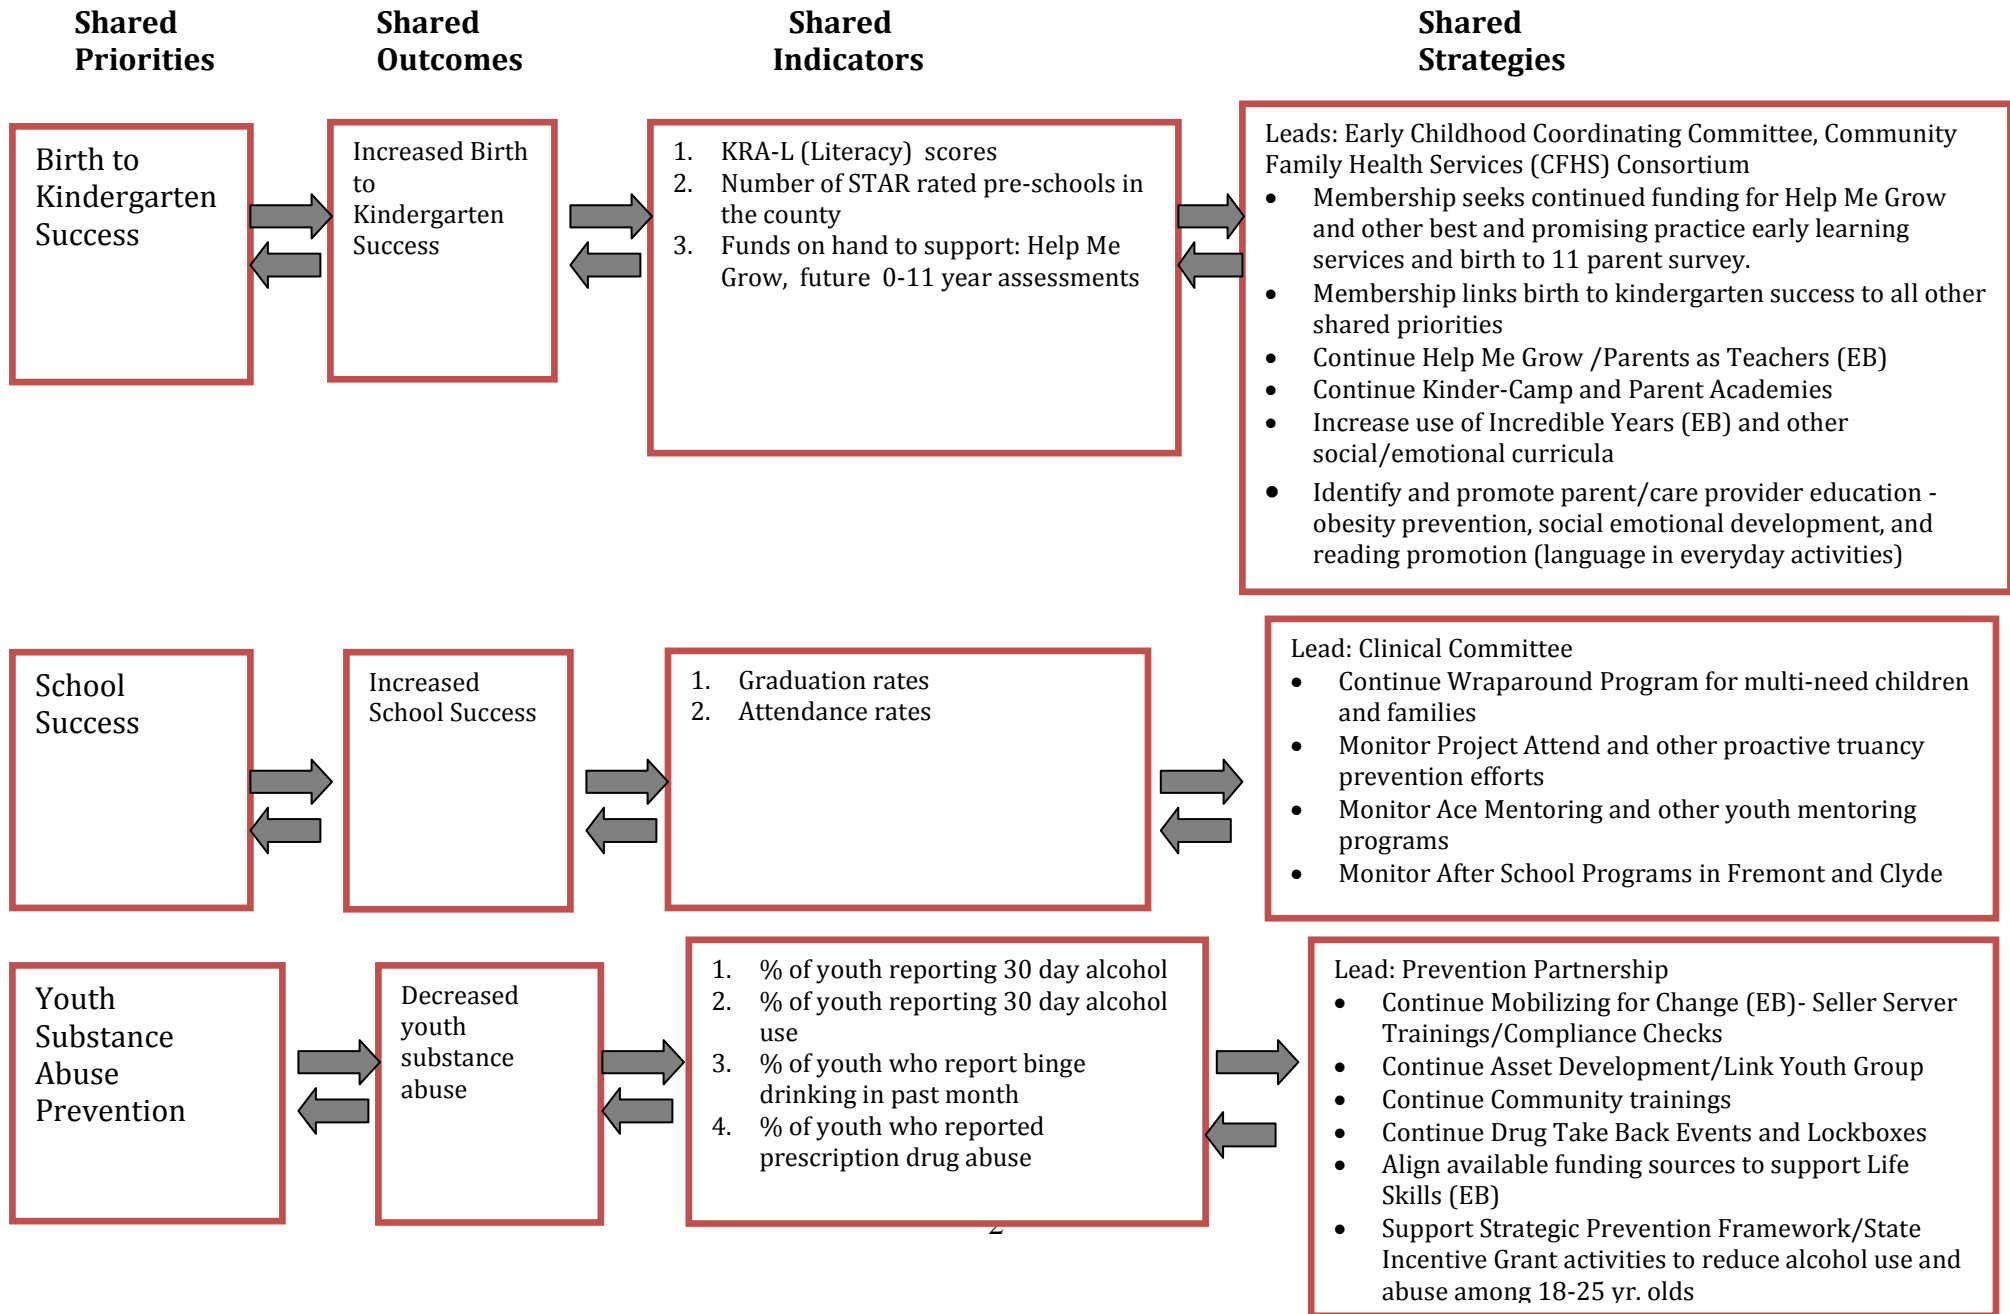 Shared Priorities
Shared Outcomes
Shared Indicators
Shared Strategies
Birth to
Kindergarten
Success
Increased Birth
to
Kindergarten
Success
1. KRA-L (Literacy) scores
2. Number of STAR rated pre-schools in
the county
3. Funds on hand to support: Help Me
Grow, future 0-11 year assessments
Leads: Early Childhood Coordinating Committee, Community
Family Health Services (CFHS) Consortium
• Membership seeks continued funding for Help Me Grow
and other best and promising practice early learning
services and birth to 11 parent survey.
• Membership links birth to kindergarten success to all other
shared priorities
• Continue Help Me Grow /Parents as Teachers (EB)
• Continue Kinder-Camp and Parent Academies
• Increase use of Incredible Years (EB) and other
social/emotional curricula
• Identify and promote parent/care provider education -
obesity prevention, social emotional development, and
reading promotion (language in everyday activities)
School
Success
Increased
School Success
1. Graduation rates
2. Attendance rates
Lead: Clinical Committee
• Continue Wraparound Program for multi-need children
and families
• Monitor Project Attend and other proactive truancy
prevention efforts
• Monitor Ace Mentoring and other youth mentoring
programs
• Monitor After School Programs in Fremont and Clyde
Youth
Substance
Abuse
Prevention
Decreased
youth
substance
abuse
1. % of youth reporting 30 day alcohol
2. % of youth reporting 30 day alcohol
use
3. % of youth who report binge
drinking in past month
4. % of youth who reported
prescription drug abuse
Lead: Prevention Partnership
• Continue Mobilizing for Change (EB)- Seller Server
Trainings/Compliance Checks
• Continue Asset Development/Link Youth Group
• Continue Community trainings
• Continue Drug Take Back Events and Lockboxes
• Align available funding sources to support Life
Skills (EB)
• Support Strategic Prevention Framework/State
Incentive Grant activities to reduce alcohol use and
abuse among 18-25 yr. olds
2